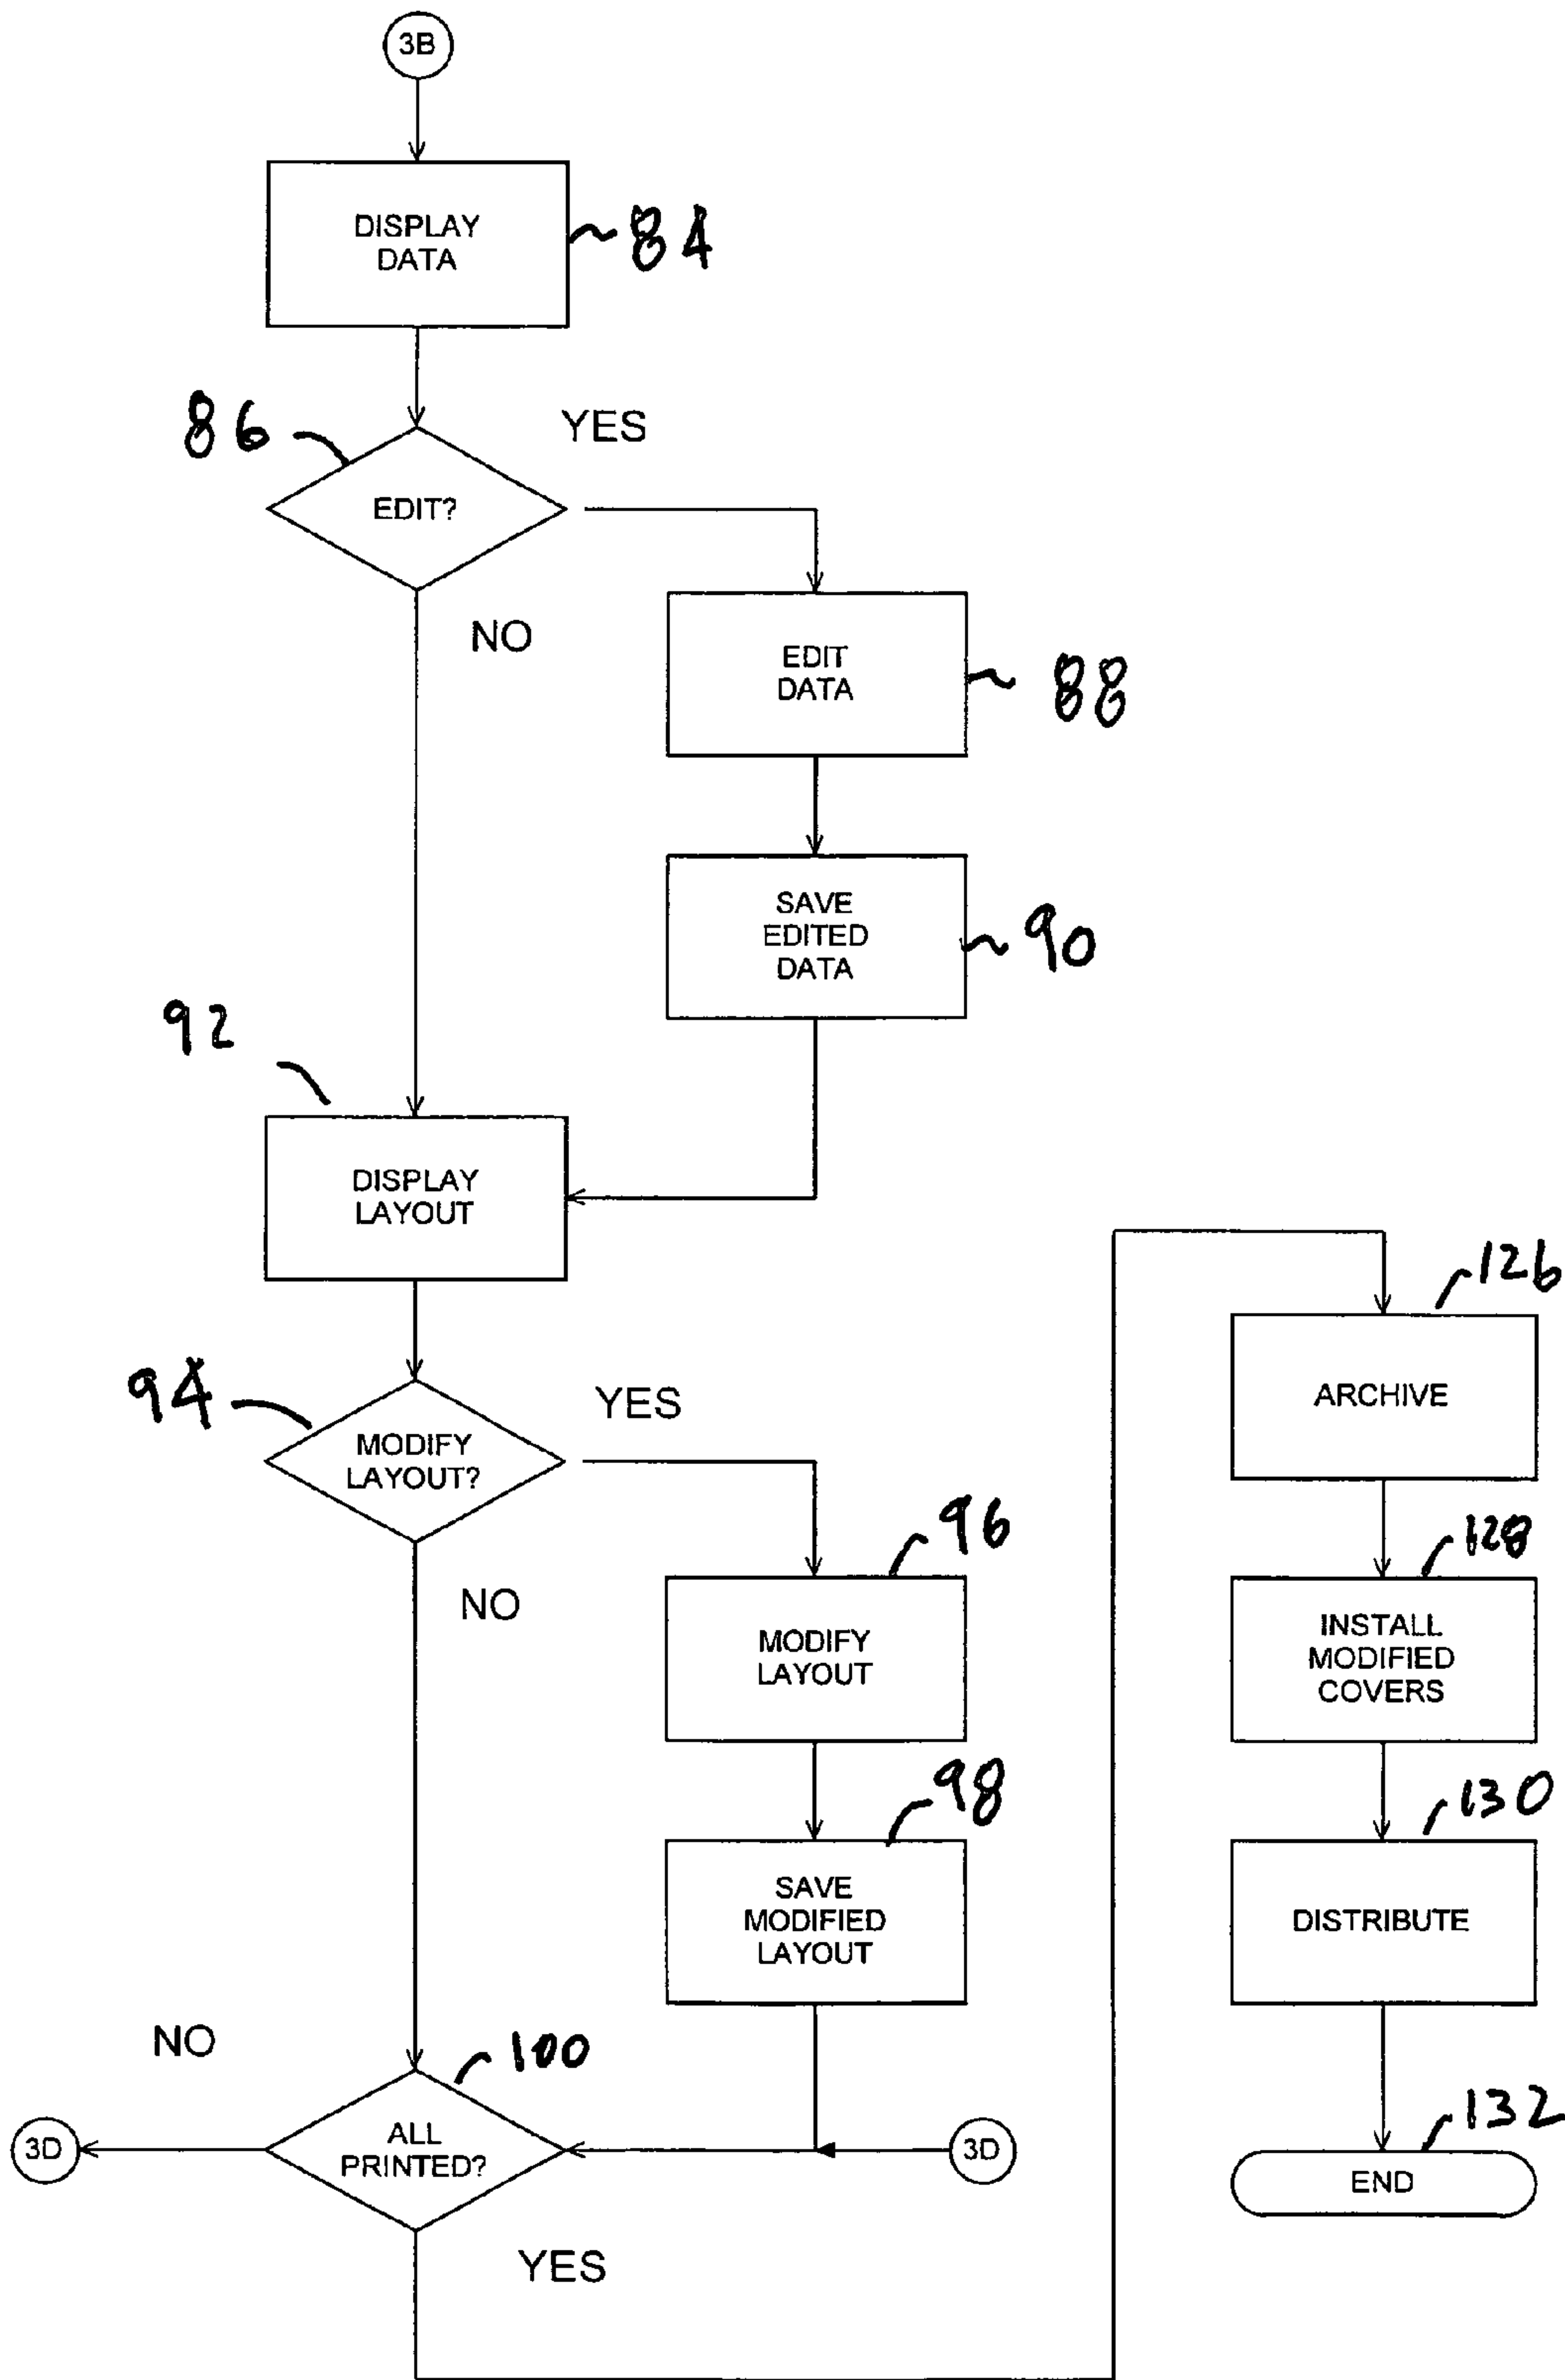 3B
DISPLAY
DATA
84
86
YES
EDIT?
NO
EDIT
DATA
88
SAVE
EDITED
DATA
90
92
DISPLAY
LAYOUT
94
YES
MODIFY
LAYOUT?
NO
96
MODIFY
LAYOUT
98
SAVE
MODIFIED
LAYOUT
NO
100
3D
ALL
PRINTED?
3D
YES
126
ARCHIVE
128
INSTALL
MODIFIED
COVERS
130
DISTRIBUTE
132
END